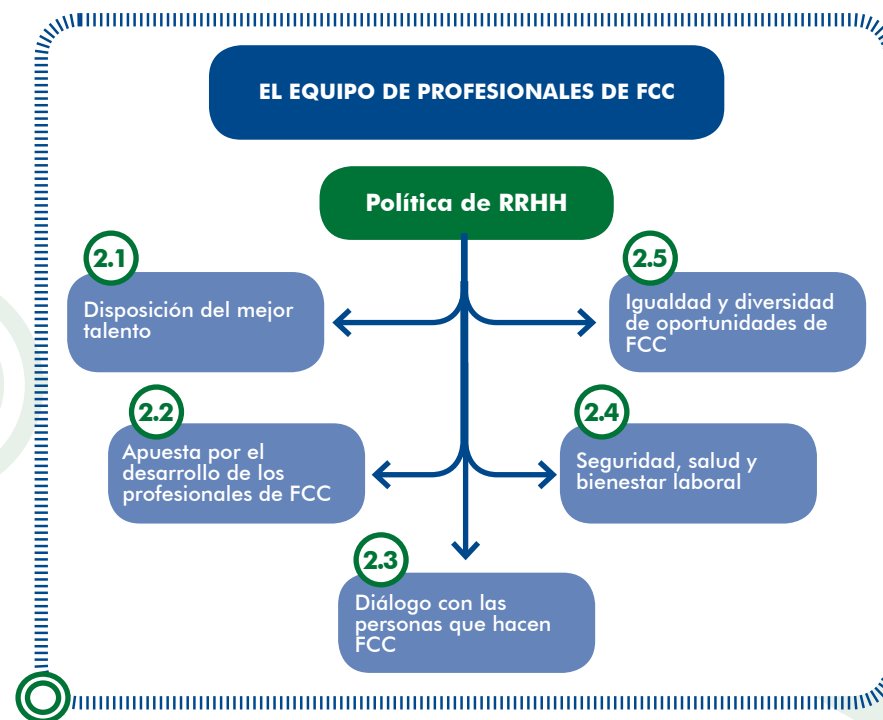 EL EQUIPO DE PROFESIONALES DE FCC
Política de RRHH
2.1
Disposición del mejor
talento
2.2
Apuesta por el
desarrollo de los
profesionales de FCC
2.3
Diálogo con las
personas que hacen
FCC
2.4
Seguridad, salud y
bienestar laboral
2.5
Igualdad y diversidad
de oportunidades de
FCC